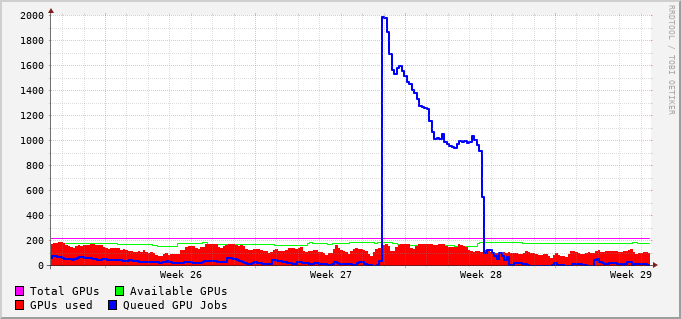 2000
1800
1600
1400
1200
1000
800
600
400
200
0
Week 26 Week 27 Week 28 Week 29
Total GPUs Available GPUs
GPUs used Queued GPU Jobs
RRDTOOL / TOBI OETIKER